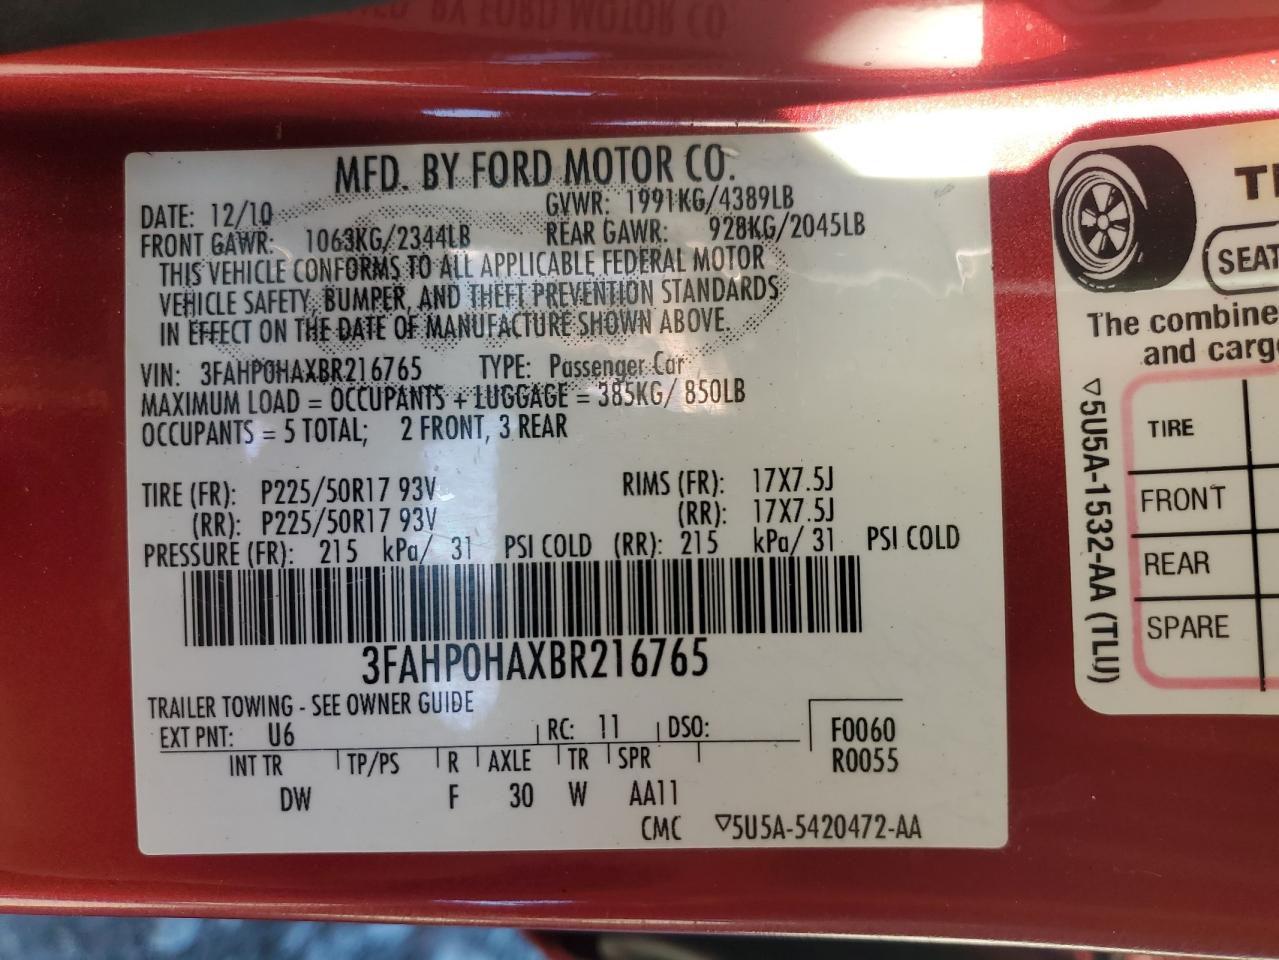 MFD. BY FORD MOTOR CO.
DATE: 12/10 GVWR: 1991KG/4389LB
FRONT GAWR: 1063KG/2344LB REAR GAWR: 928KG/2045LB
THIS VEHICLE CONFORMS TO ALL APPLICABLE FEDERAL MOTOR
VEHICLE SAFETY, BUMPER, AND THEFT PREVENTION STANDARDS
IN EFFECT ON THE DATE OF MANUFACTURE SHOWN ABOVE.
VIN: 3FAHP0HAXBR216765 TYPE: Passenger Car
MAXIMUM LOAD = OCCUPANTS + LUGGAGE = 385KG/ 850LB
OCCUPANTS = 5 TOTAL; 2 FRONT, 3 REAR
TIRE (FR): P225/50R17 93V RIMS (FR): 17X7.5J
(RR): P225/50R17 93V (RR): 17X7.5J
PRESSURE (FR): 215 kPa/ 31 PSI COLD (RR): 215 kPa/ 31 PSI COLD
3FAHP0HAXBR216765
TRAILER TOWING - SEE OWNER GUIDE
EXT PNT: U6 RC: 11 DSO: F0060
R0055
INT TR TP/PS R AXLE TR SPR
DW F 30 W AA11
CMC ▽5U5A-5420472-AA
SEAT
The combine
and carg
▽5U5A-1532-AA (TLU)
TIRE
FRONT
REAR
SPARE